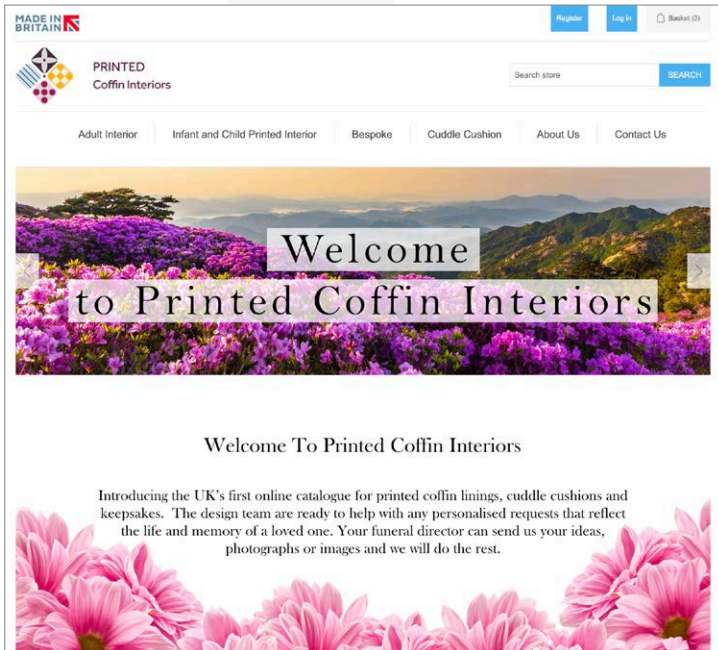 MADE IN
BRITAIN
Register
Log in
Basket (0)
PRINTED
Coffin Interiors
Search store
SEARCH
Adult Interior
Infant and Child Printed Interior
Bespoke
Cuddle Cushion
About Us
Contact Us
Welcome
to Printed Coffin Interiors
Welcome To Printed Coffin Interiors
Introducing the UK's first online catalogue for printed coffin linings, cuddle cushions and
keepsakes.  The design team are ready to help with any personalised requests that reflect
the life and memory of a loved one. Your funeral director can send us your ideas,
photographs or images and we will do the rest.